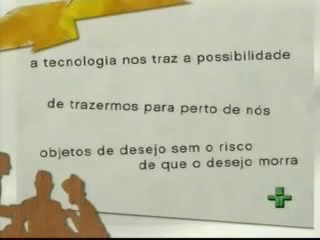 a tecnologia nos traz a possibilidade
de trazermos para perto de nós
objetos de desejo sem o risco
de que o desejo morra